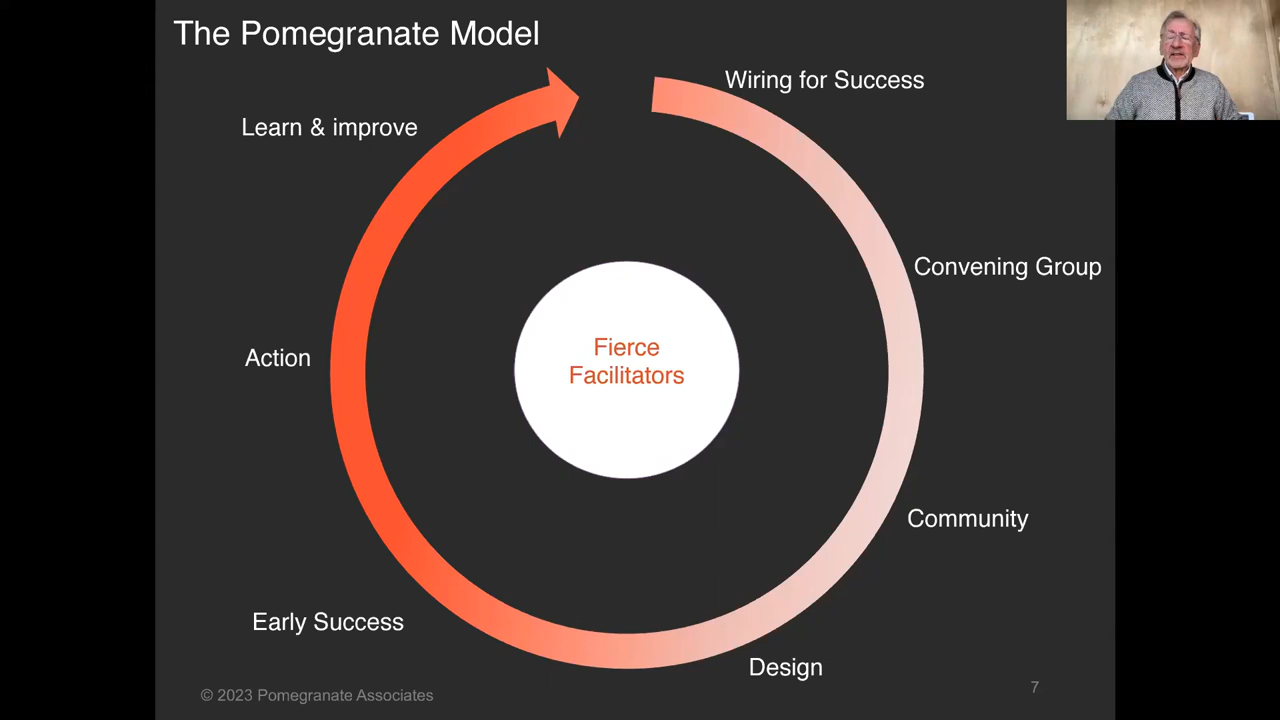 The Pomegranate Model
Wiring for Success
Learn & improve
Convening Group
Fierce
Facilitators
Action
Community
Early Success
Design
© 2023 Pomegranate Associates
7